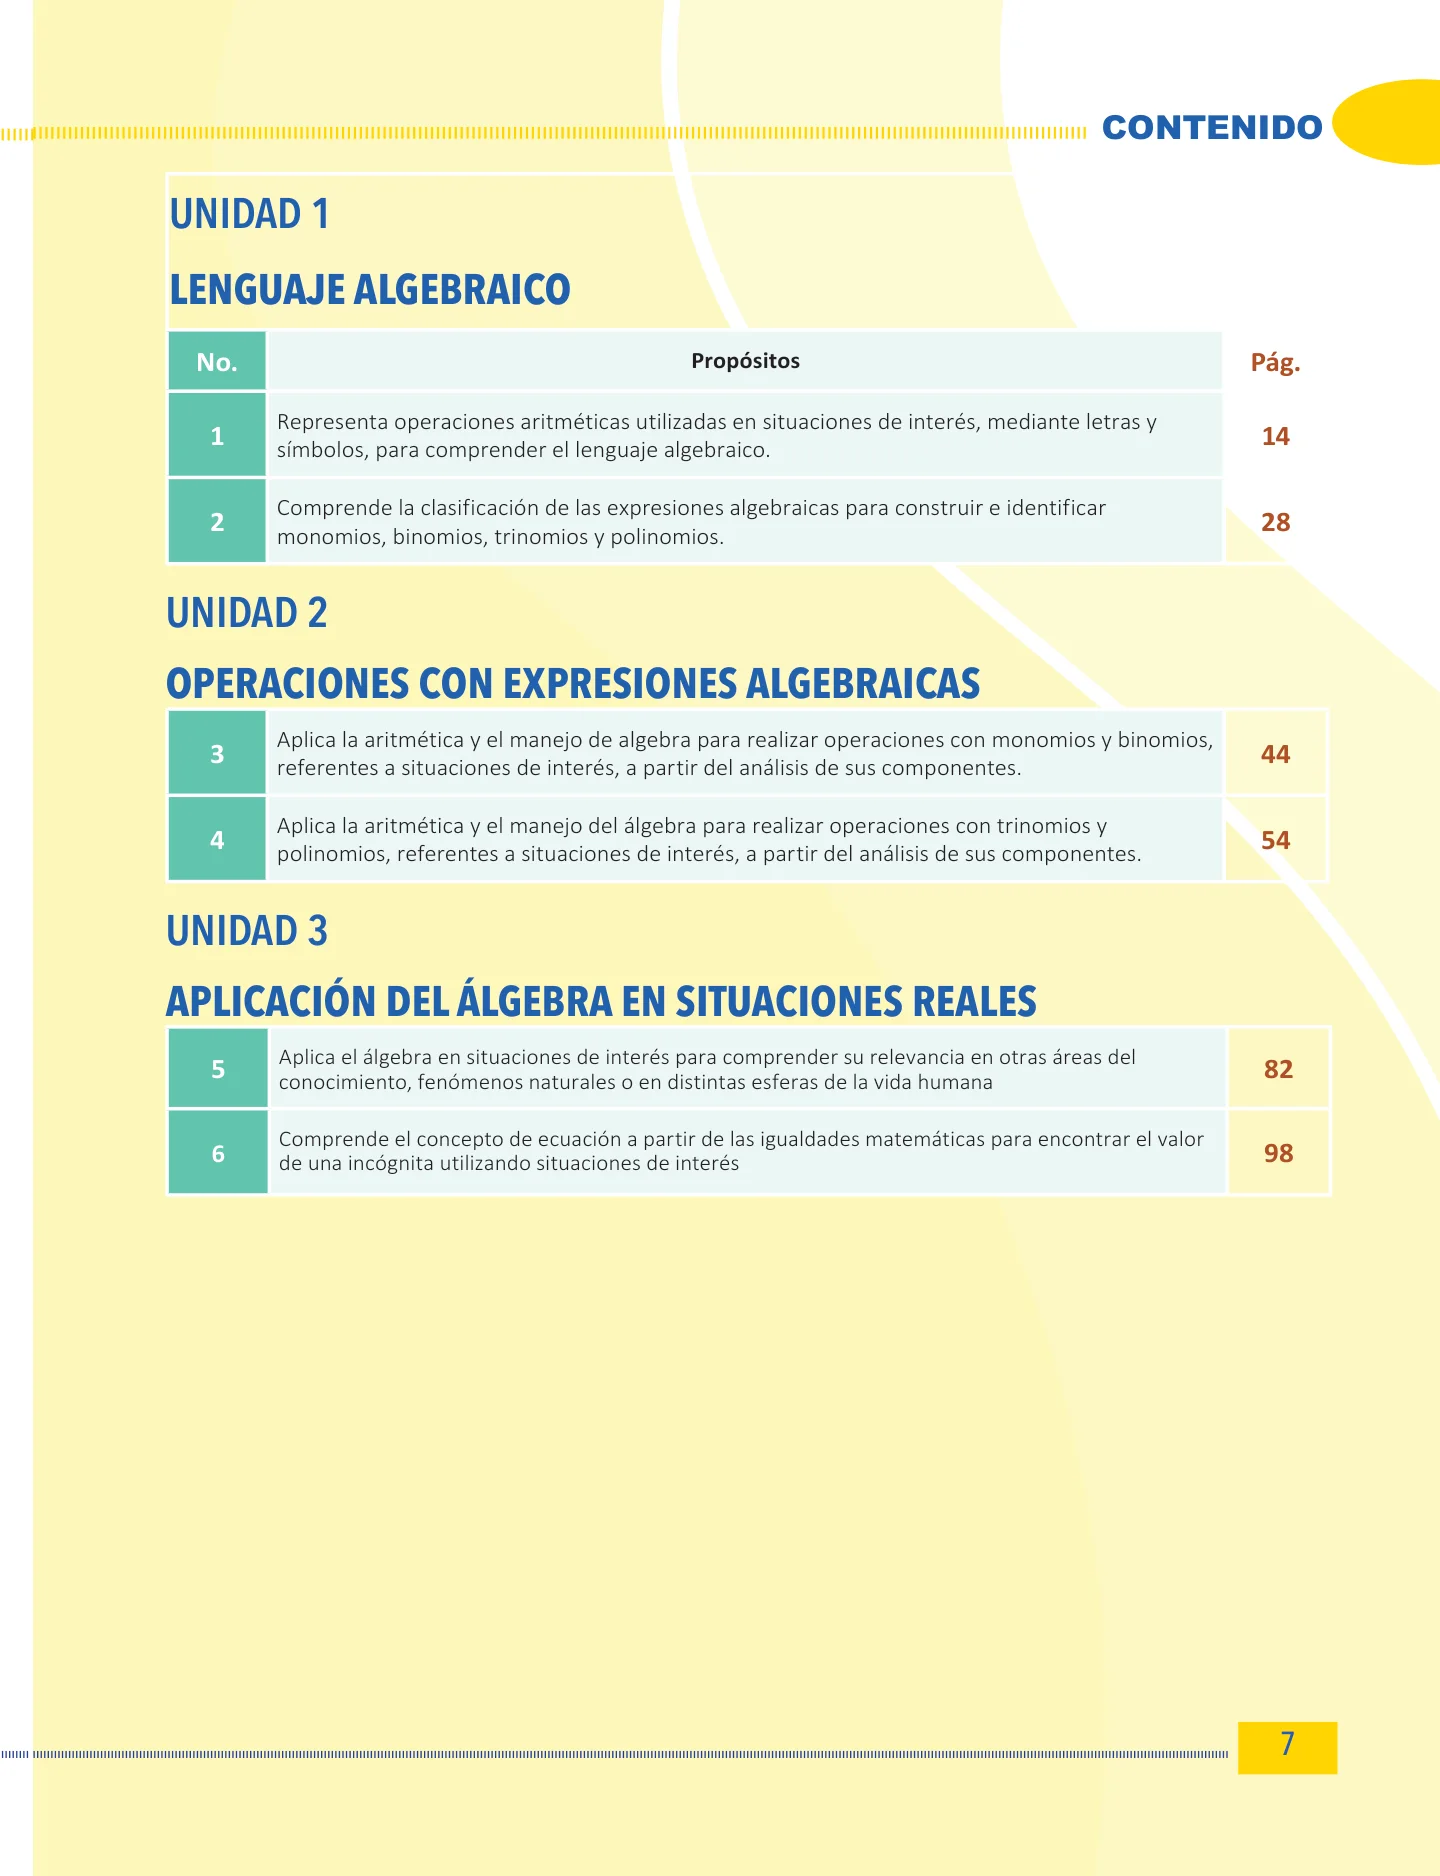 CONTENIDO
UNIDAD 1
LENGUAJE ALGEBRAICO
No. Propósitos Pág.
1 Representa operaciones aritméticas utilizadas en situaciones de interés, mediante letras y 14
símbolos, para comprender el lenguaje algebraico.
2 Comprende la clasificación de las expresiones algebraicas para construir e identificar 28
monomios, binomios, trinomios y polinomios.
UNIDAD 2
OPERACIONES CON EXPRESIONES ALGEBRAICAS
3 Aplica la aritmética y el manejo de algebra para realizar operaciones con monomios y binomios, 44
referentes a situaciones de interés, a partir del análisis de sus componentes.
4 Aplica la aritmética y el manejo del álgebra para realizar operaciones con trinomios y 54
polinomios, referentes a situaciones de interés, a partir del análisis de sus componentes.
UNIDAD 3
APLICACIÓN DEL ÁLGEBRA EN SITUACIONES REALES
5 Aplica el álgebra en situaciones de interés para comprender su relevancia en otras áreas del 82
conocimiento, fenómenos naturales o en distintas esferas de la vida humana
6 Comprende el concepto de ecuación a partir de las igualdades matemáticas para encontrar el valor 98
de una incógnita utilizando situaciones de interés
7